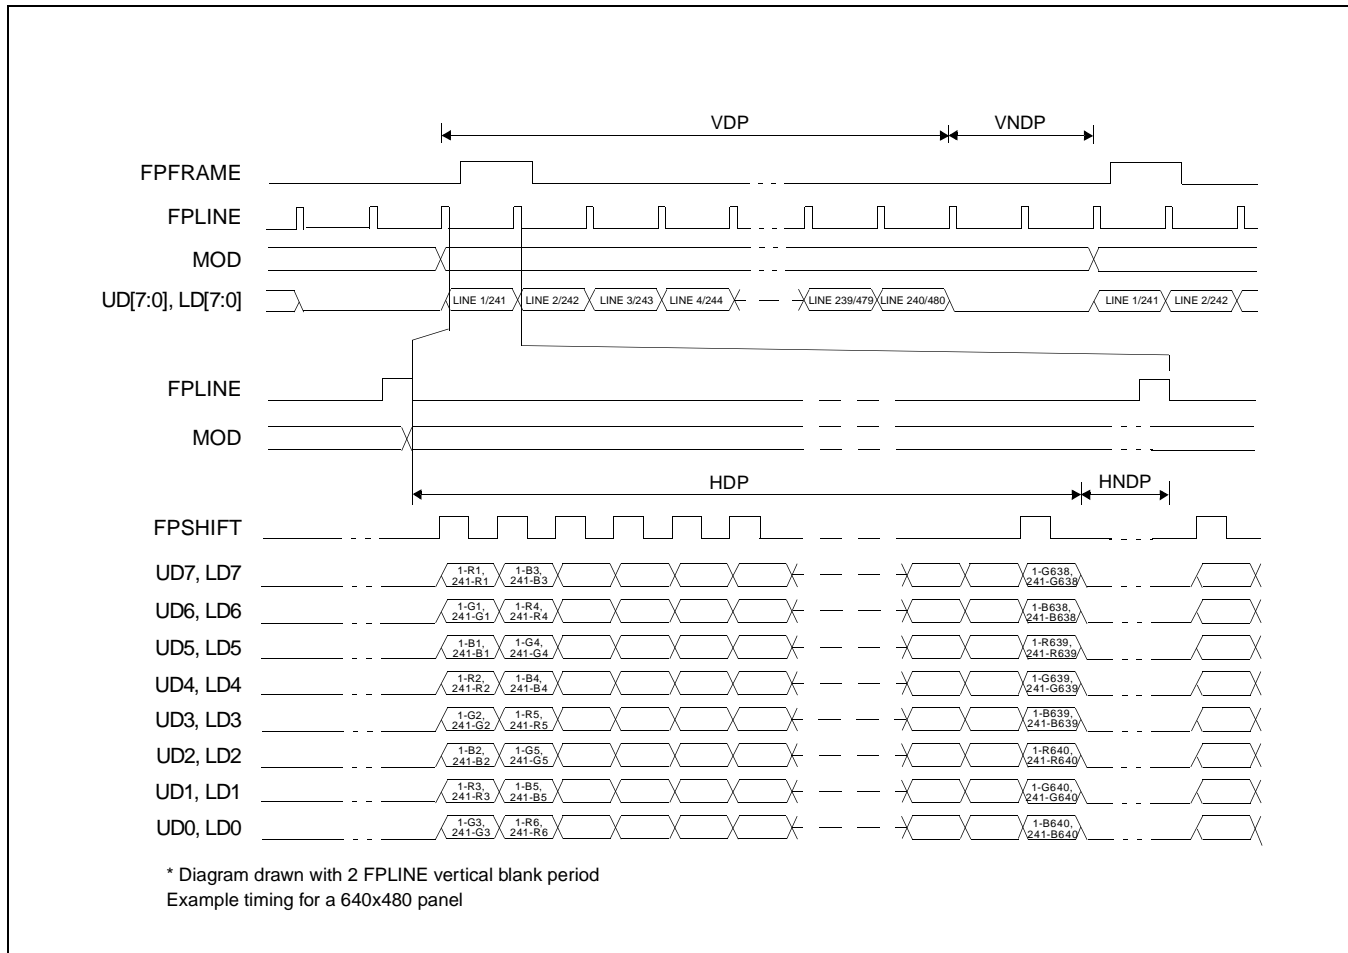 VDP VNDP
FPFRAME
FPLINE
MOD
UD[7:0], LD[7:0] LINE 1/241 LINE 2/242 LINE 3/243 LINE 4/244 LINE 239/479 LINE 240/480 LINE 1/241 LINE 2/242
FPLINE
MOD
HDP HNDP
FPSHIFT
UD7, LD7 1-R1, 241-R1 1-B3, 241-B3 1-G638, 241-G638
UD6, LD6 1-G1, 241-G1 1-R4, 241-R4 1-B638, 241-B638
UD5, LD5 1-B1, 241-B1 1-G4, 241-G4 1-R639, 241-R639
UD4, LD4 1-R2, 241-R2 1-B4, 241-B4 1-G639, 241-G639
UD3, LD3 1-G2, 241-G2 1-R5, 241-R5 1-B639, 241-B639
UD2, LD2 1-B2, 241-B2 1-G5, 241-G5 1-R640, 241-R640
UD1, LD1 1-R3, 241-R3 1-B5, 241-B5 1-G640, 241-G640
UD0, LD0 1-G3, 241-G3 1-R6, 241-R6 1-B640, 241-B640
* Diagram drawn with 2 FPLINE vertical blank period
Example timing for a 640x480 panel